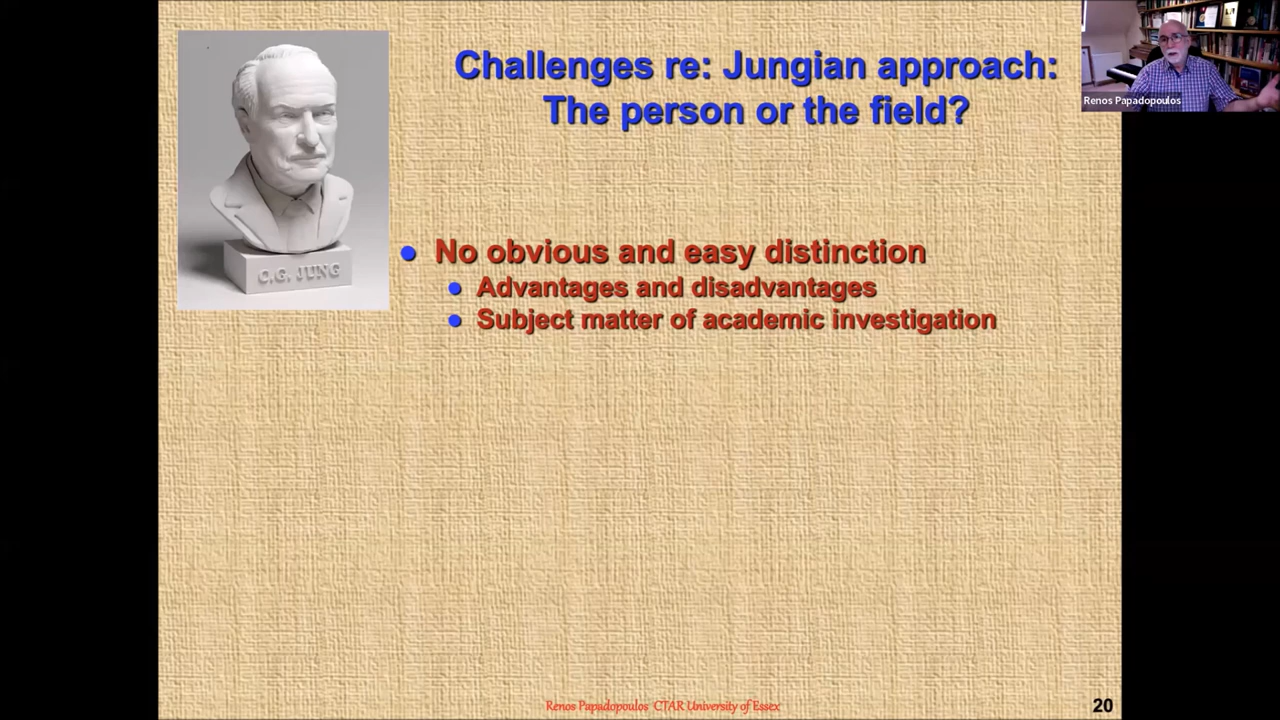 Challenges re: Jungian approach:
The person or the field?
Renos Papadopoulos
No obvious and easy distinction
Advantages and disadvantages
Subject matter of academic investigation
C.G. JUNG
Renos Papadopoulos CTAR University of Essex
20